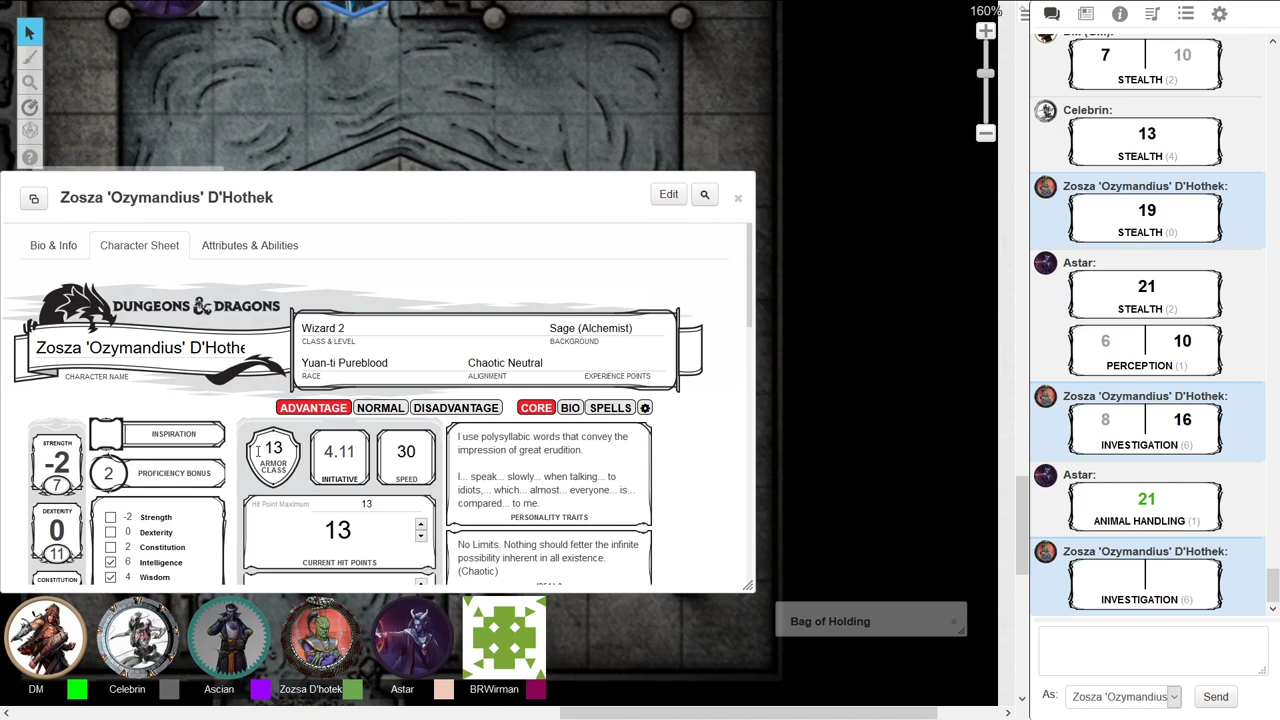 160%
Zosza 'Ozymandius' D'Hothek
Edit
Bio & Info
Character Sheet
Attributes & Abilities
DUNGEONS & DRAGONS
Zosza 'Ozymandius' D'Hothe
CHARACTER NAME
Wizard 2
CLASS & LEVEL
Sage (Alchemist)
BACKGROUND
Yuan-ti Pureblood
RACE
Chaotic Neutral
ALIGNMENT
EXPERIENCE POINTS
ADVANTAGE
NORMAL
DISADVANTAGE
CORE
BIO
SPELLS
STRENGTH
-2
7
DEXTERITY
0
11
CONSTITUTION
INSPIRATION
2
PROFICIENCY BONUS
-2 Strength
0 Dexterity
2 Constitution
6 Intelligence
4 Wisdom
13
ARMOR
CLASS
4.11
INITIATIVE
30
SPEED
Hit Point Maximum 13
13
CURRENT HIT POINTS
I use polysyllabic words that convey the
impression of great erudition.
I... speak... slowly... when talking... to
idiots,... which... almost... everyone... is...
compared... to me.
PERSONALITY TRAITS
No Limits. Nothing should fetter the infinite
possibility inherent in all existence.
(Chaotic)
DM
Celebrin
Ascian
Zozsa D'hotek
Astar
BRWirman
Bag of Holding
7 10
STEALTH (2)
Celebrin:
13
STEALTH (4)
Zosza 'Ozymandius' D'Hothek:
19
STEALTH (0)
Astar:
21
STEALTH (2)
6 10
PERCEPTION (1)
Zosza 'Ozymandius' D'Hothek:
8 16
INVESTIGATION (6)
Astar:
21
ANIMAL HANDLING (1)
Zosza 'Ozymandius' D'Hothek:
INVESTIGATION (6)
As:
Zosza 'Ozymandius
Send